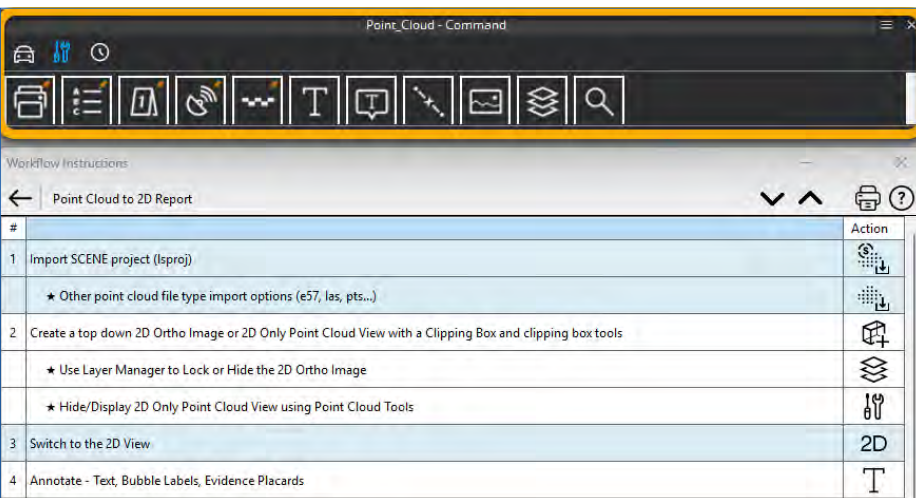 Point_Cloud - Command
Workflow Instructions
Point Cloud to 2D Report
# Action
1 Import SCENE project (lsproj)
★ Other point cloud file type import options (e57, las, pts...)
2 Create a top down 2D Ortho Image or 2D Only Point Cloud View with a Clipping Box and clipping box tools
★ Use Layer Manager to Lock or Hide the 2D Ortho Image
★ Hide/Display 2D Only Point Cloud View using Point Cloud Tools
3 Switch to the 2D View 2D
4 Annotate - Text, Bubble Labels, Evidence Placards T